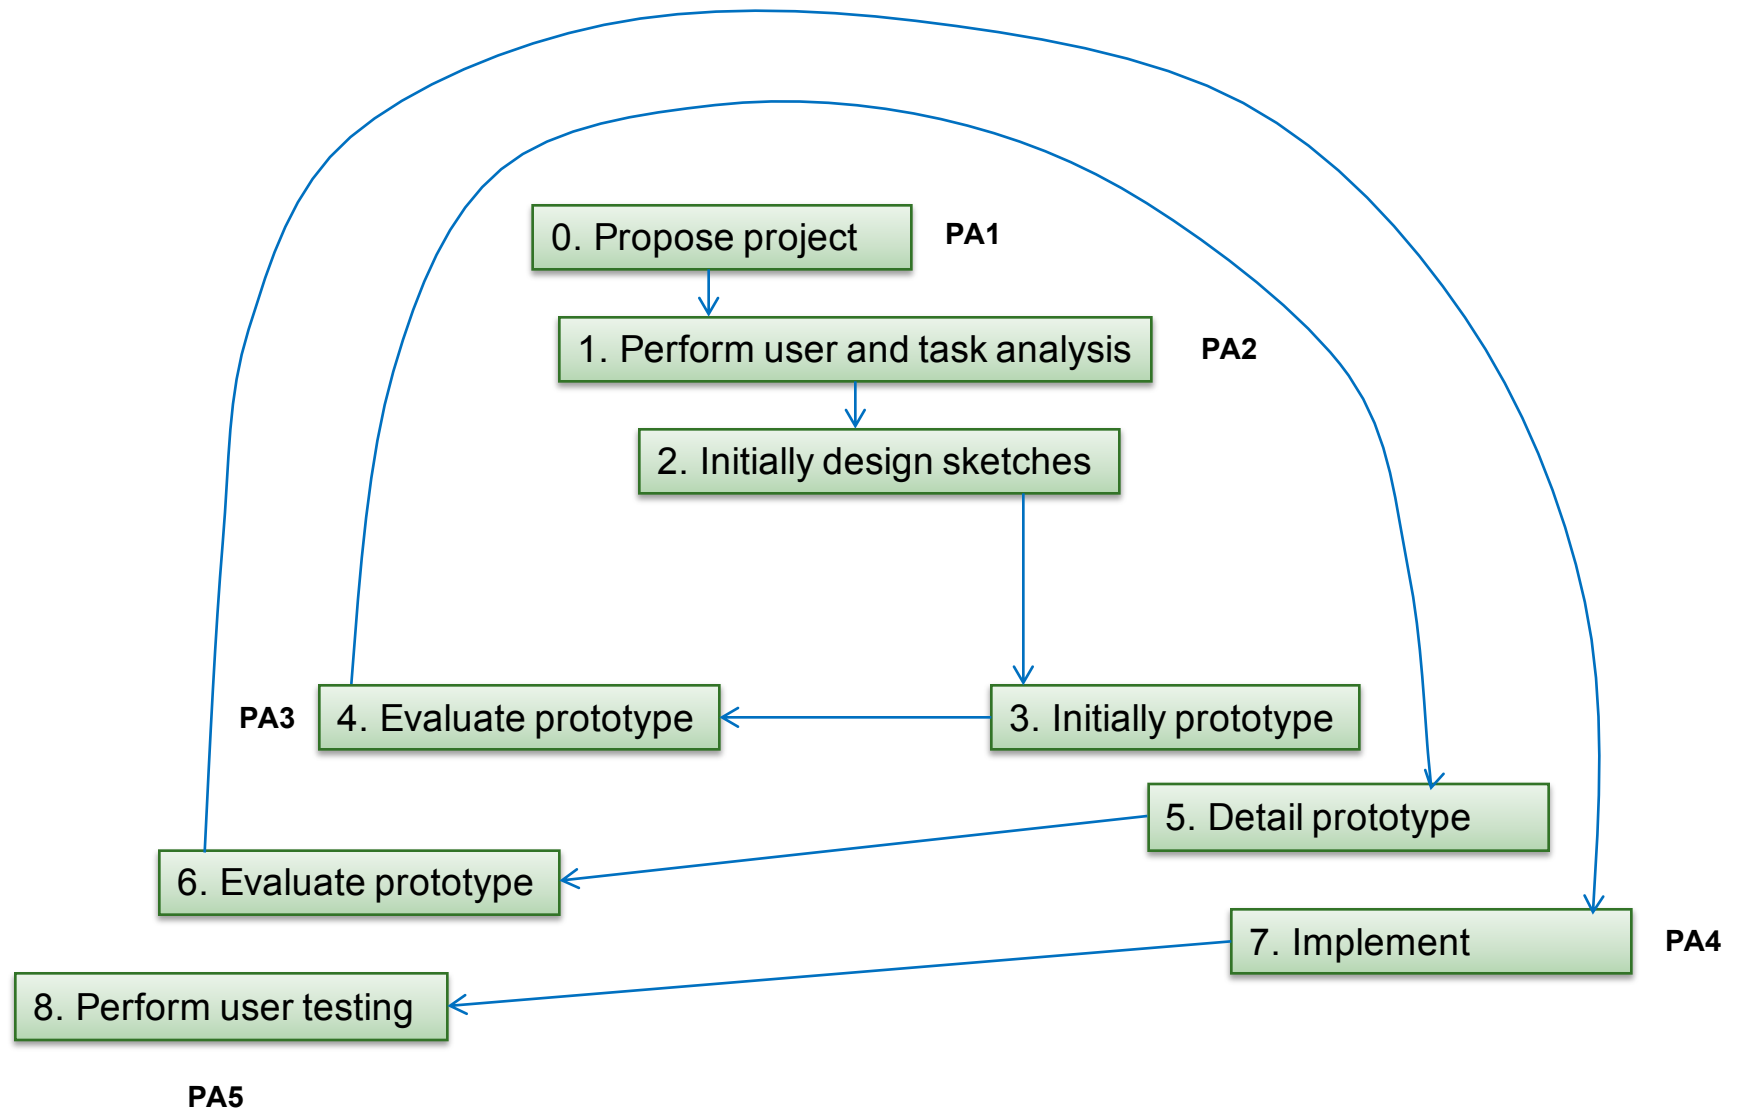 0. Propose project
PA1
1. Perform user and task analysis
PA2
2. Initially design sketches
PA3
4. Evaluate prototype
3. Initially prototype
5. Detail prototype
6. Evaluate prototype
7. Implement
PA4
8. Perform user testing
PA5